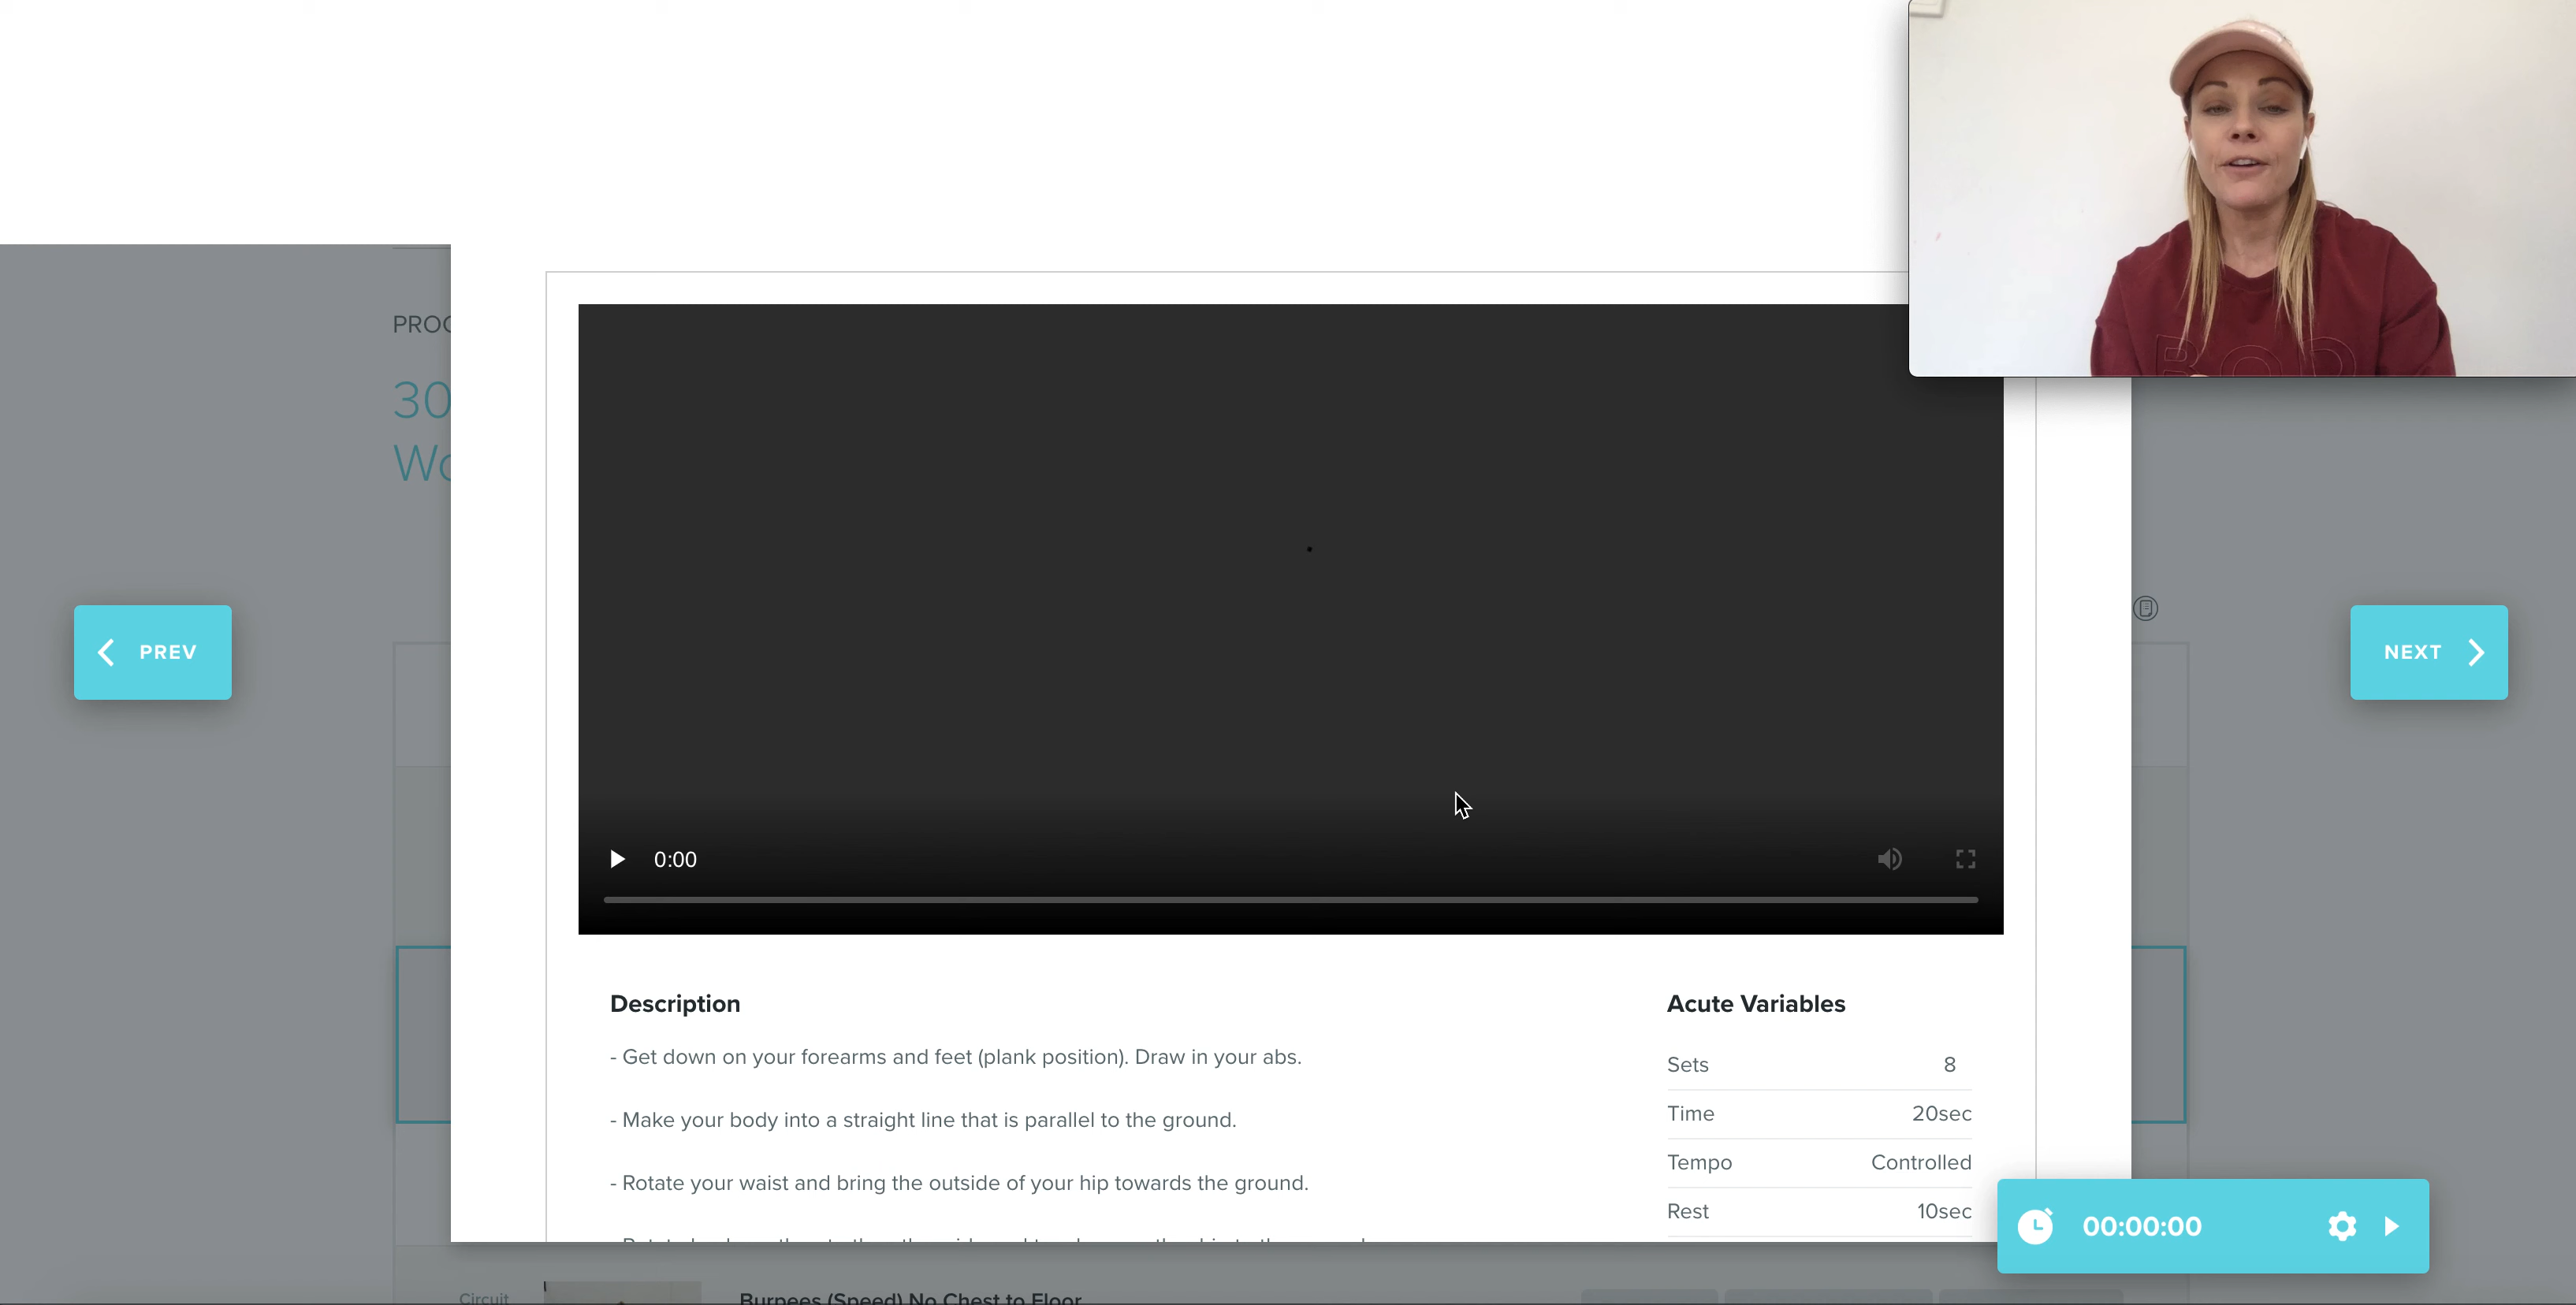 BOD
PROG
30
Wo
PREV
NEXT
0:00
Description
- Get down on your forearms and feet (plank position). Draw in your abs.
- Make your body into a straight line that is parallel to the ground.
- Rotate your waist and bring the outside of your hip towards the ground.
Acute Variables
Sets 8
Time 20sec
Tempo Controlled
Rest 10sec
00:00:00
Circuit
Burpees (Speed) No Chest to Floor